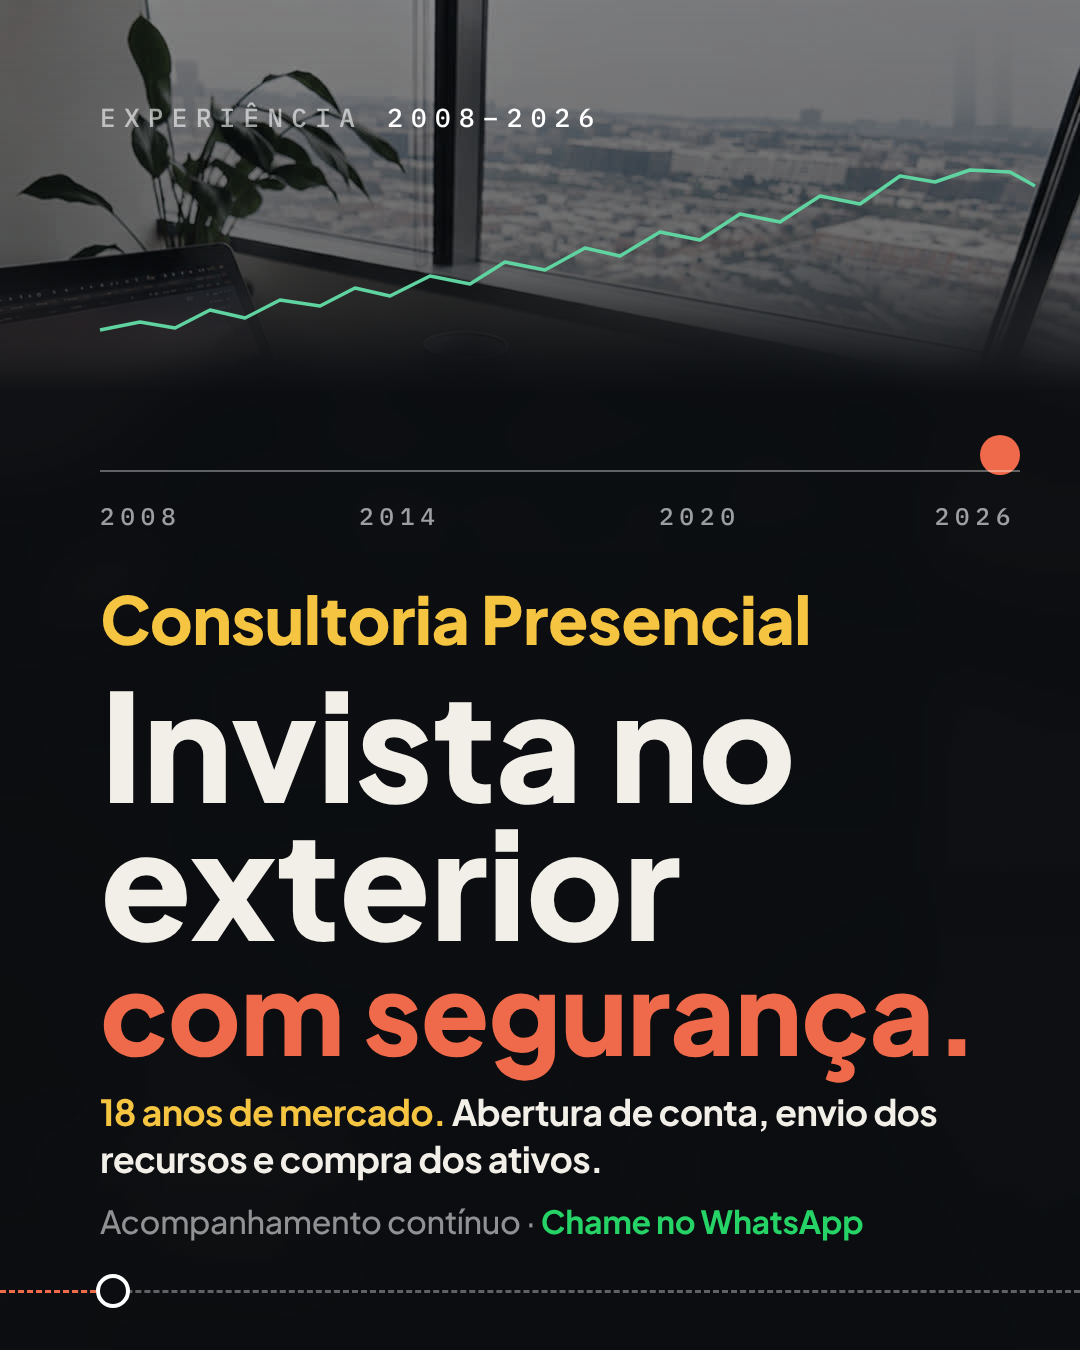 EXPERIÊNCIA 2008–2026
2008 2014 2020 2026
Consultoria Presencial
Invista no
exterior
com segurança.
18 anos de mercado. Abertura de conta, envio dos
recursos e compra dos ativos.
Acompanhamento contínuo · Chame no WhatsApp